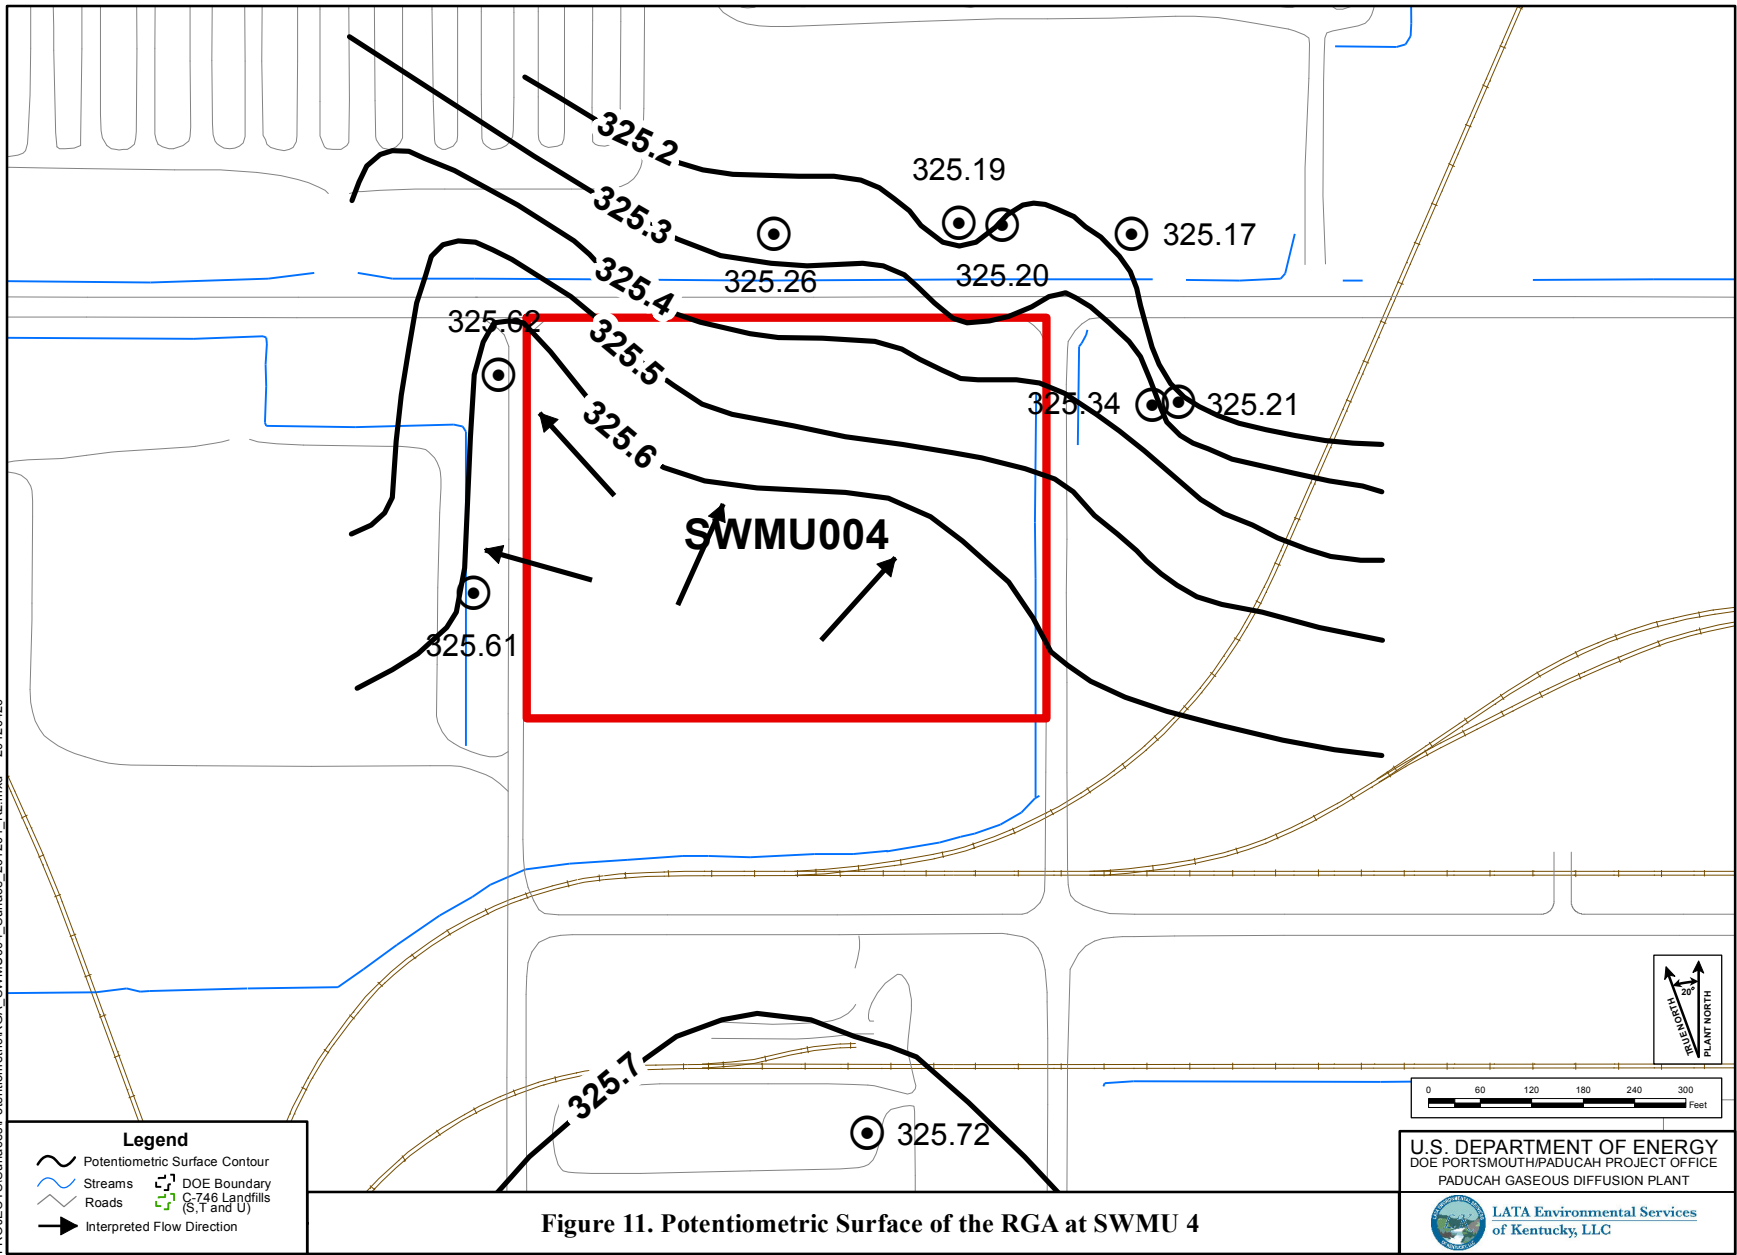 325.2
325.19
325.3
325.17
325.4
325.26
325.20
325.62
325.5
325.34
325.21
325.6
SWMU004
325.61
325.7
325.72
TRUE NORTH
20°
PLANT NORTH
0 60 120 180 240 300
Feet
Legend
Potentiometric Surface Contour
Streams
DOE Boundary
Roads
C-746 Landfills
(S,T and U)
Interpreted Flow Direction
Figure 11. Potentiometric Surface of the RGA at SWMU 4
U.S. DEPARTMENT OF ENERGY
DOE PORTSMOUTH/PADUCAH PROJECT OFFICE
PADUCAH GASEOUS DIFFUSION PLANT
LATA Environmental Services
of Kentucky, LLC